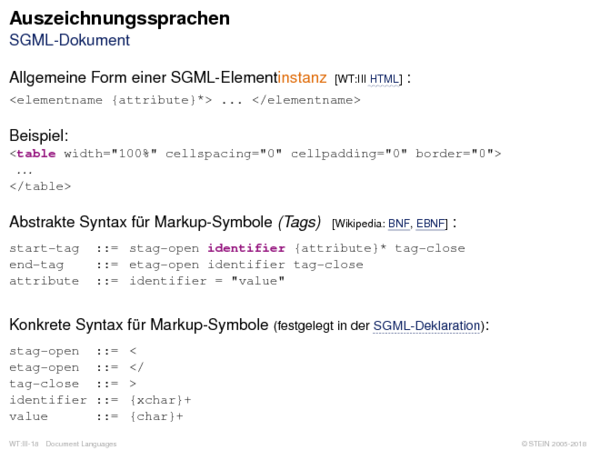 Auszeichnungssprachen
SGML-Dokument
Allgemeine Form einer SGML-Elementinstanz [WT:III HTML] :
<elementname {attribute}*> ... </elementname>
Beispiel:
<table width="100%" cellspacing="0" cellpadding="0" border="0">
...
</table>
Abstrakte Syntax für Markup-Symbole (Tags) [Wikipedia: BNF, EBNF] :
start-tag ::= stag-open identifier {attribute}* tag-close
end-tag ::= etag-open identifier tag-close
attribute ::= identifier = "value"
Konkrete Syntax für Markup-Symbole (festgelegt in der SGML-Deklaration):
stag-open ::= <
etag-open ::= </
tag-close ::= >
identifier ::= {xchar}+
value ::= {char}+
Document Languages
© STEIN 2005-2018